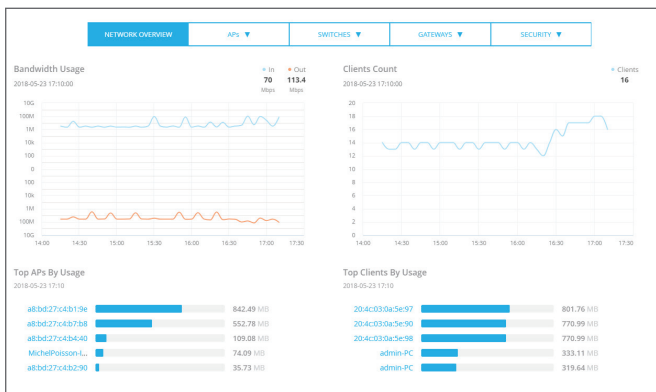 NETWORK OVERVIEW APs ▼ SWITCHES ▼ GATEWAYS ▼ SECURITY ▼
Bandwidth Usage
In Out
2018-05-23 17:10:00
70 113.4
Mbps Mbps
10G
100M
1M
10k
100
0
100
10k
1M
100M
10G
14:00 14:30 15:00 15:30 16:00 16:30 17:00 17:30
Clients Count
Clients
2018-05-23 17:10:00
16
20
18
16
14
12
10
8
6
4
2
0
14:00 14:30 15:00 15:30 16:00 16:30 17:00 17:30
Top APs By Usage
2018-05-23 17:10
a8:bd:27:c4:b1:9e 842.49 MB
a8:bd:27:c4:b7:b8 552.78 MB
a8:bd:27:c4:b4:40 109.08 MB
MichelPoisson-I... 74.09 MB
a8:bd:27:c4:b2:90 35.73 MB
Top Clients By Usage
2018-05-23 17:10
20:4c:03:0a:5e:97 801.76 MB
20:4c:03:0a:5e:90 770.99 MB
20:4c:03:0a:5e:98 770.99 MB
admin-PC 333.11 MB
admin-PC 319.64 MB